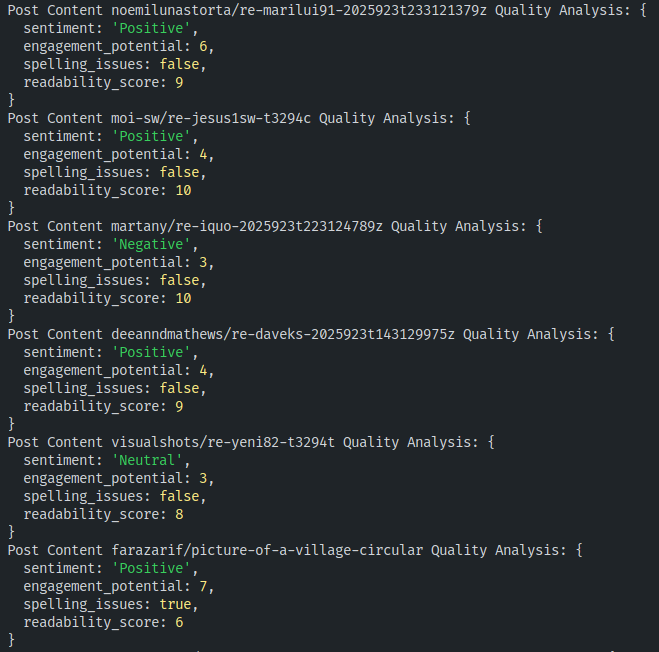 Post Content noemilunastorta/re-marilui91-2025923t233121379z Quality Analysis: {
  sentiment: 'Positive',
  engagement_potential: 6,
  spelling_issues: false,
  readability_score: 9
}
Post Content moi-sw/re-jesus1sw-t3294c Quality Analysis: {
  sentiment: 'Positive',
  engagement_potential: 4,
  spelling_issues: false,
  readability_score: 10
}
Post Content martany/re-iquo-2025923t223124789z Quality Analysis: {
  sentiment: 'Negative',
  engagement_potential: 3,
  spelling_issues: false,
  readability_score: 10
}
Post Content deeanndmathews/re-daveks-2025923t143129975z Quality Analysis: {
  sentiment: 'Positive',
  engagement_potential: 4,
  spelling_issues: false,
  readability_score: 9
}
Post Content visualshots/re-yeni82-t3294t Quality Analysis: {
  sentiment: 'Neutral',
  engagement_potential: 3,
  spelling_issues: false,
  readability_score: 8
}
Post Content farazarif/picture-of-a-village-circular Quality Analysis: {
  sentiment: 'Positive',
  engagement_potential: 7,
  spelling_issues: true,
  readability_score: 6
}